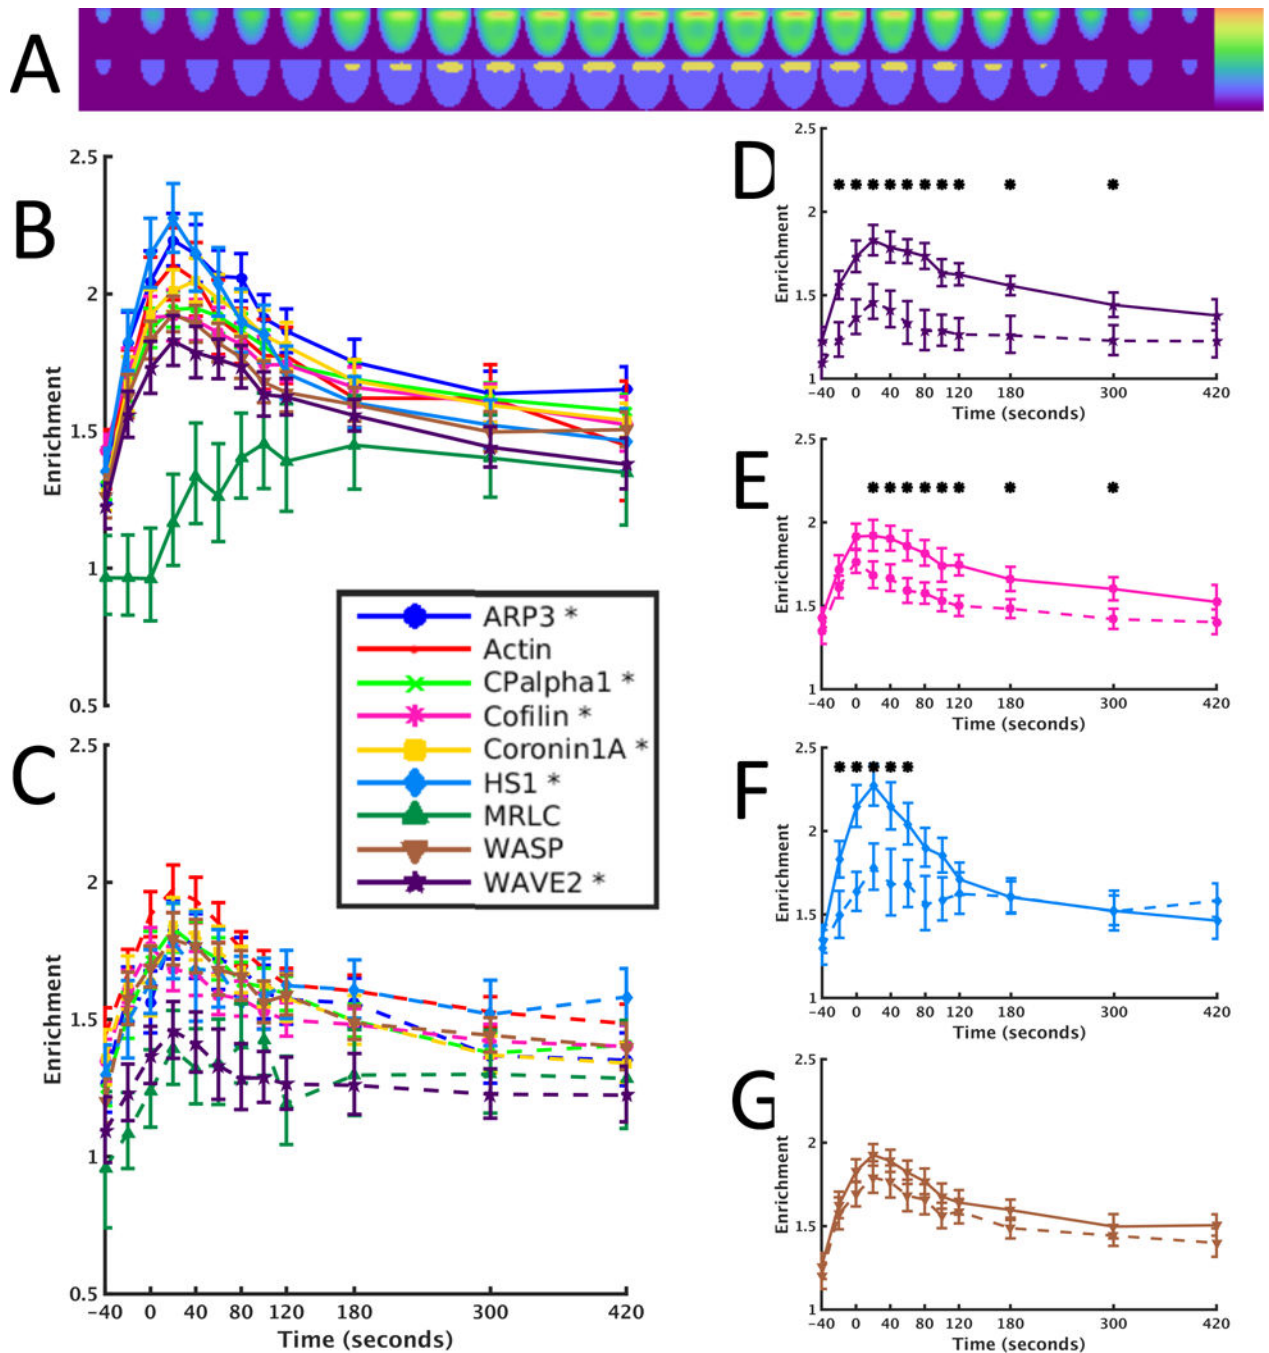 A
B
2.5
2
1.5
1
0.5
Enrichment
ARP3 *
Actin
CPalpha1 *
Cofilin *
Coronin1A *
HS1 *
MRLC
WASP
WAVE2 *
C
2.5
2
1.5
1
0.5
Enrichment
-40 0 40 80 120 180 300 420
Time (seconds)
D
2.5
2
1.5
1
Enrichment
-40 0 40 80 120 180 300 420
Time (seconds)
E
2.5
2
1.5
1
Enrichment
-40 0 40 80 120 180 300 420
Time (seconds)
F
2.5
2
1.5
1
Enrichment
-40 0 40 80 120 180 300 420
Time (seconds)
G
2.5
2
1.5
1
Enrichment
-40 0 40 80 120 180 300 420
Time (seconds)